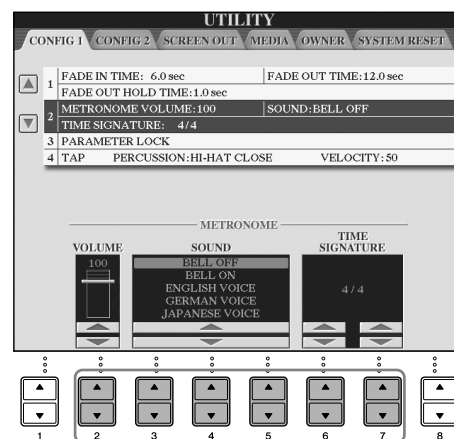 UTILITY
CONFIG 1 CONFIG 2 SCREEN OUT MEDIA OWNER SYSTEM RESET
1 FADE IN TIME: 6.0 sec FADE OUT TIME:12.0 sec
FADE OUT HOLD TIME:1.0 sec
2 METRONOME VOLUME:100 SOUND:BELL OFF
TIME SIGNATURE: 4/4
3 PARAMETER LOCK
4 TAP PERCUSSION:HI-HAT CLOSE VELOCITY:50
METRONOME
VOLUME SOUND TIME SIGNATURE
100 BELL OFF
BELL ON
ENGLISH VOICE 4/4
GERMAN VOICE
JAPANESE VOICE
1 2 3 4 5 6 7 8